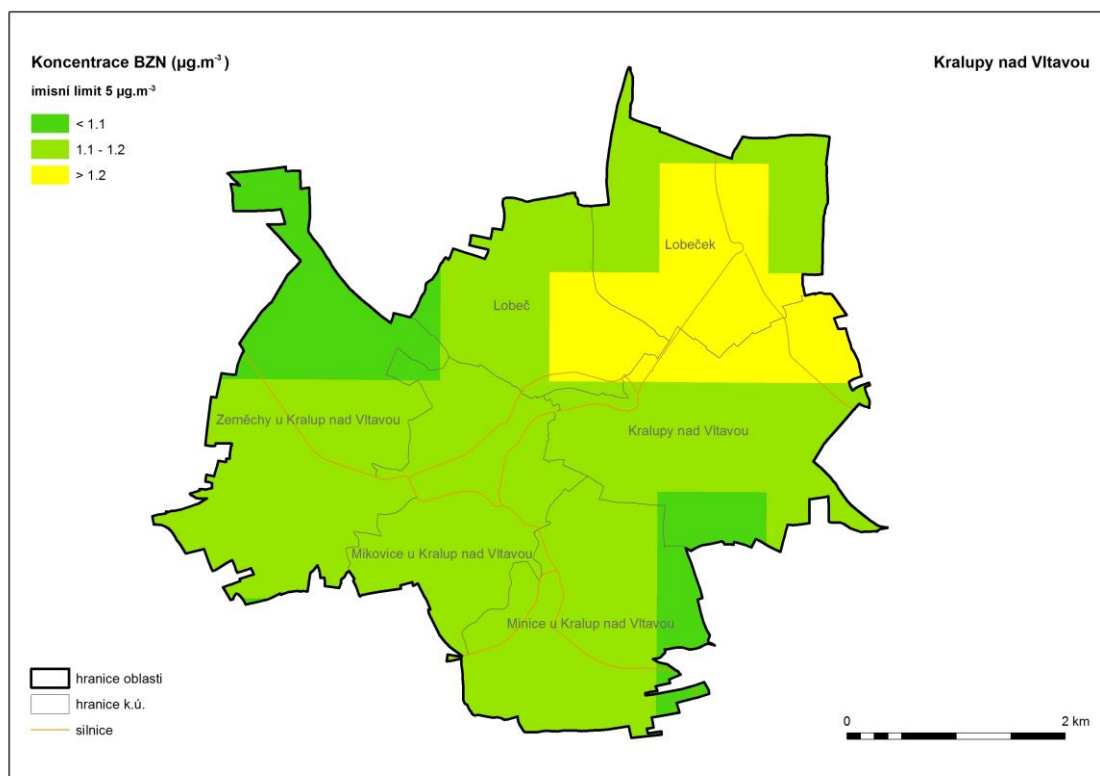 Koncentrace BZN (µg.m⁻³)
Kralupy nad Vltavou
imisní limit 5 µg.m⁻³
< 1.1
1.1 - 1.2
> 1.2
Lobeček
Lobeč
Zeměchy u Kralup nad Vltavou
Kralupy nad Vltavou
Mikovice u Kralup nad Vltavou
Minice u Kralup nad Vltavou
hranice oblasti
hranice k.ú.
silnice
0
2 km